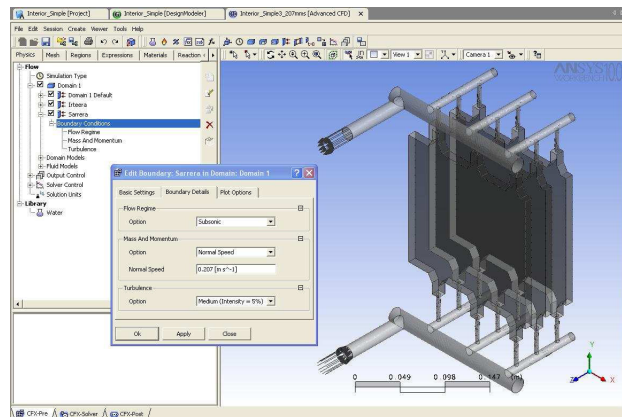 Interior_Simple [Project]
Interior_Simple [DesignModeler]
Interior_Simple3_207mms [Advanced CFD]
File Edit Session Create Viewer Tools Help
Physics Mesh Regions Expressions Materials Reaction
View 1
Camera 1
Flow
Simulation Type
Domain 1
Domain 1 Default
Irteera
Sarrera
Boundary Conditions
Flow Regime
Mass And Momentum
Turbulence
Domain Models
Fluid Models
Output Control
Solver Control
Solution Units
Library
Water
ANSYS
Edit Boundary: Sarrera in Domain: Domain 1
Basic Settings Boundary Details Plot Options
Flow Regime
Option Subsonic
Mass And Momentum
Option Normal Speed
Normal Speed 0.207 [m s^-1]
Turbulence
Option Medium (Intensity = 5%)
Ok Apply Close
0 0.049 0.098 0.147 (m)
Y
Z X
CFX-Pre CFX-Solver CFX-Post